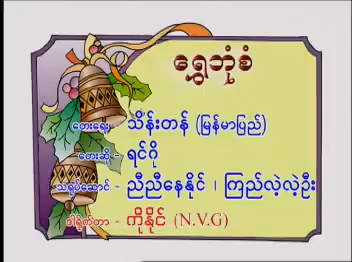 ရွှေဘုံစံ
တေးရေး - သိန်းတန် (မြန်မာပြည်)
တေးဆို - ရင်ဂို
သရုပ်ဆောင် - ညီညီနေနိုင် ၊ ကြည်လဲ့လဲ့ဦး
ဒါရိုက်တာ - ကိုနိုင် (N.V.G)